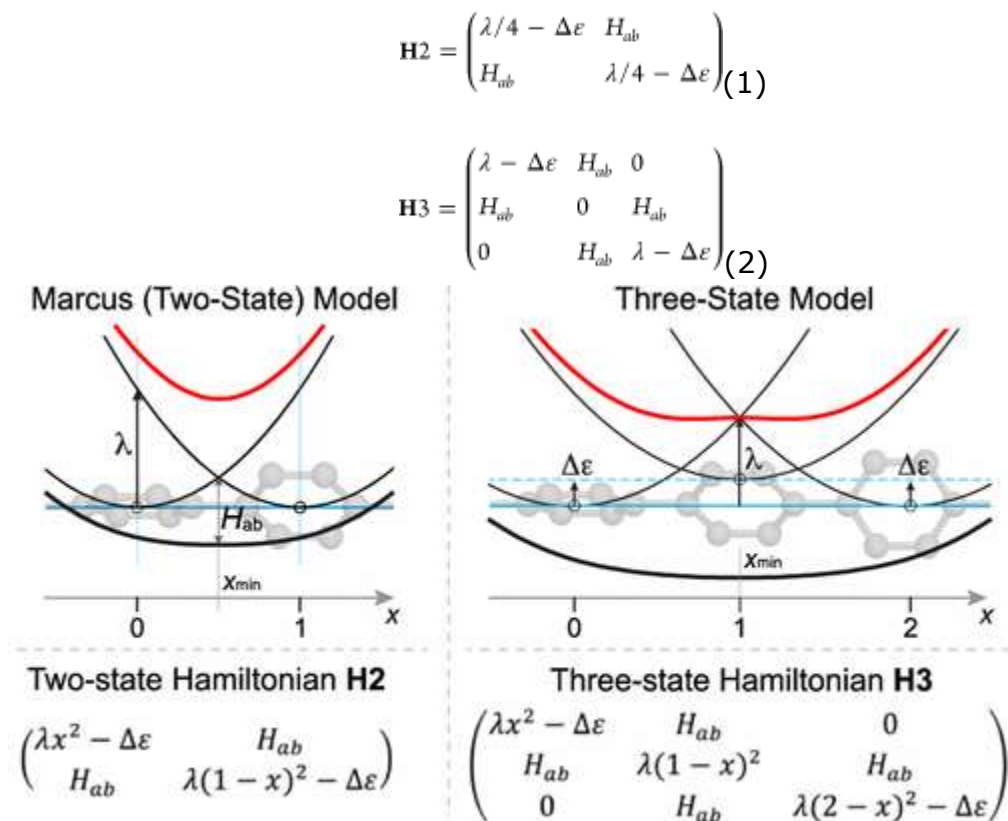 H2 = (λ/4 − Δε H_ab
H_ab λ/4 − Δε) (1)
H3 = (λ − Δε H_ab 0
H_ab 0 H_ab
0 H_ab λ − Δε) (2)
Marcus (Two-State) Model
Three-State Model
λ
H_ab
x_min
0 1 x
Δε λ Δε
x_min
0 1 2 x
Two-state Hamiltonian H2
(λx² − Δε H_ab
H_ab λ(1 − x)² − Δε)
Three-state Hamiltonian H3
(λx² − Δε H_ab 0
H_ab λ(1 − x)² H_ab
0 H_ab λ(2 − x)² − Δε)